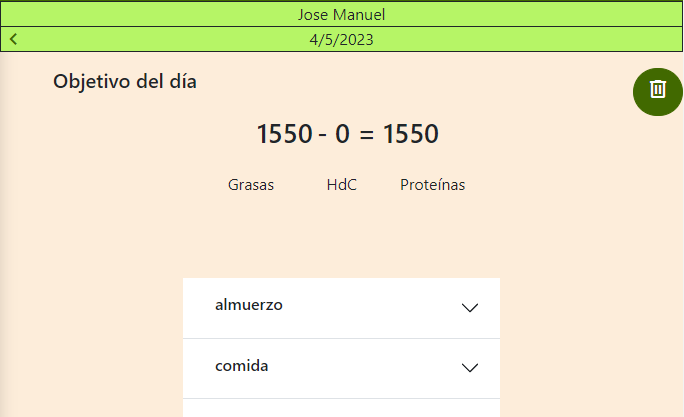 Jose Manuel
4/5/2023
Objetivo del día
1550 - 0 = 1550
Grasas HdC Proteínas
almuerzo
comida